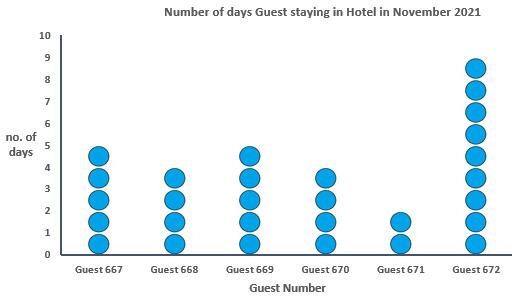 Number of days Guest staying in Hotel in November 2021
10
9
8
7
6
5
4
3
2
1
0
no. of
days
Guest 667 Guest 668 Guest 669 Guest 670 Guest 671 Guest 672
Guest Number